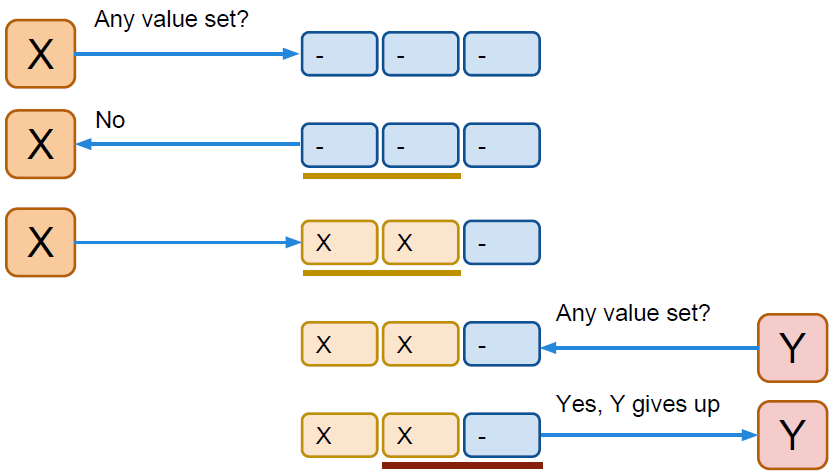 Any value set?
X - - -
No
X - - -
X X X -
Any value set?
X X - Y
Yes, Y gives up
X X - Y